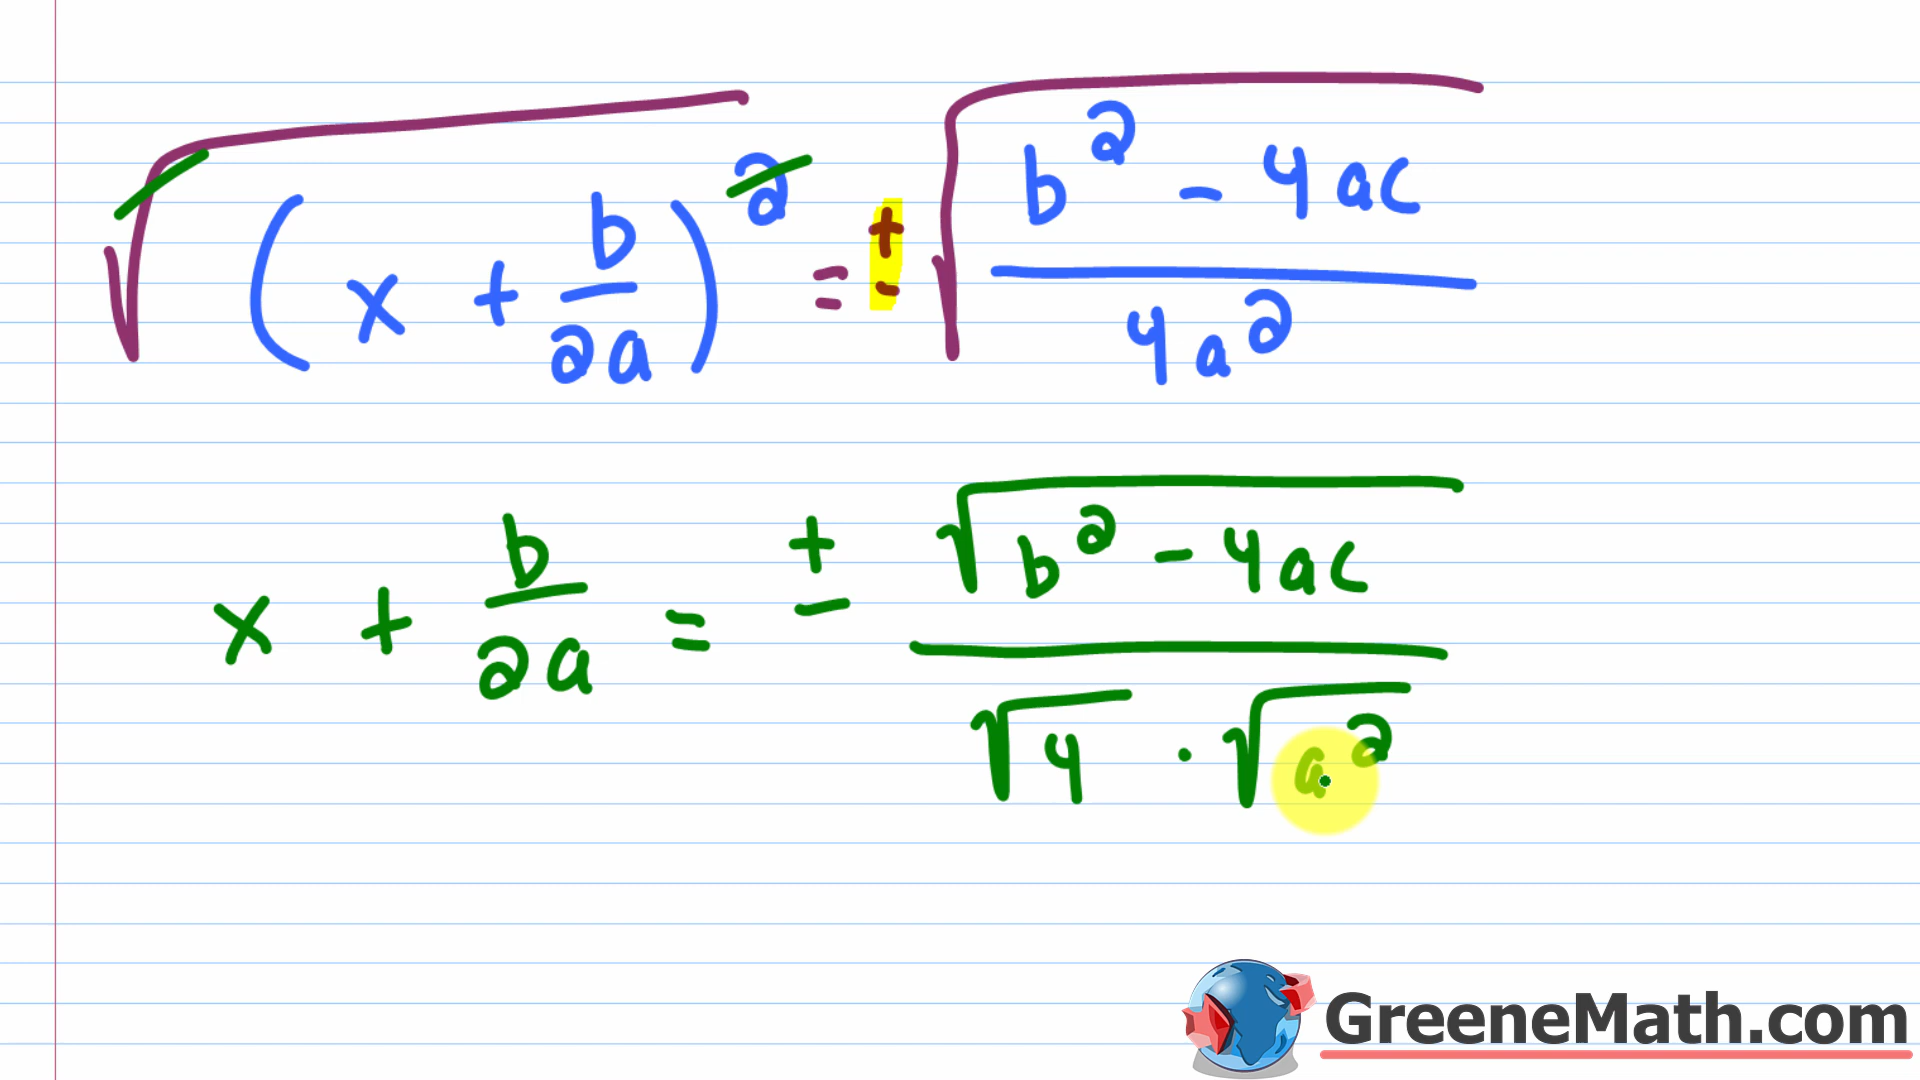 √(x + b/2a)² = ± √(b² - 4ac / 4a²)
x + b/2a = ± √(b² - 4ac) / √4 · √a²
GreeneMath.com